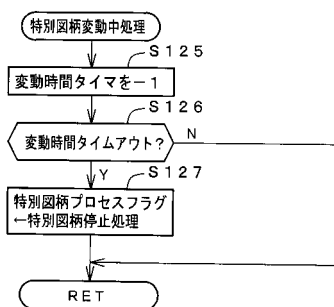 特別図柄変動中処理
S125
変動時間タイマを−1
S126
変動時間タイムアウト?
N
Y
S127
特別図柄プロセスフラグ
←特別図柄停止処理
RET